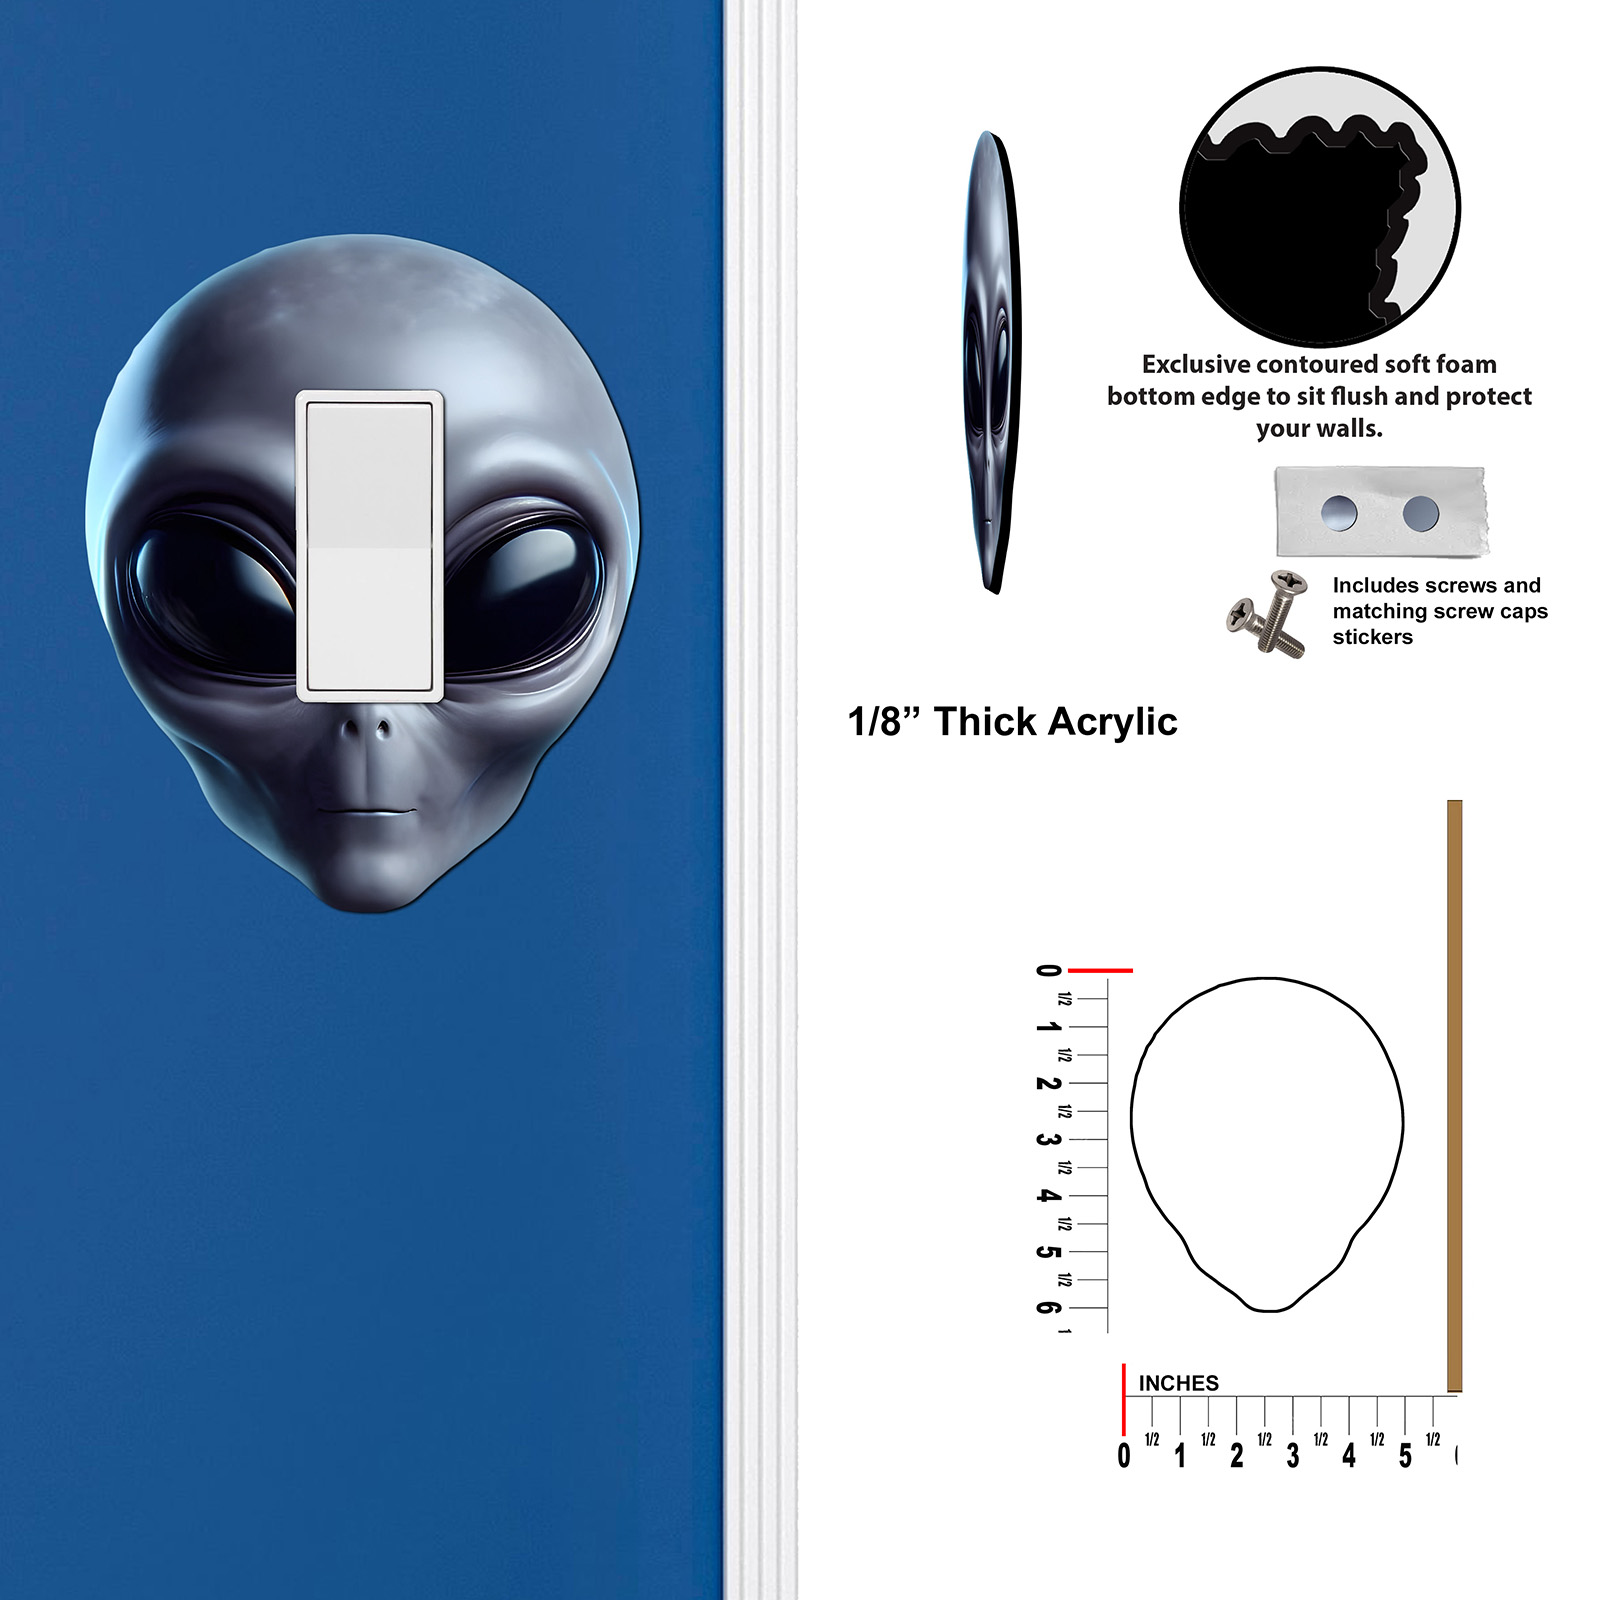 Exclusive contoured soft foam
bottom edge to sit flush and protect
your walls.
Includes screws and
matching screw caps
stickers
1/8” Thick Acrylic
0
1/2
1
1/2
2
1/2
3
1/2
4
1/2
5
1/2
6
1
INCHES
0 1/2 1 1/2 2 1/2 3 1/2 4 1/2 5 1/2